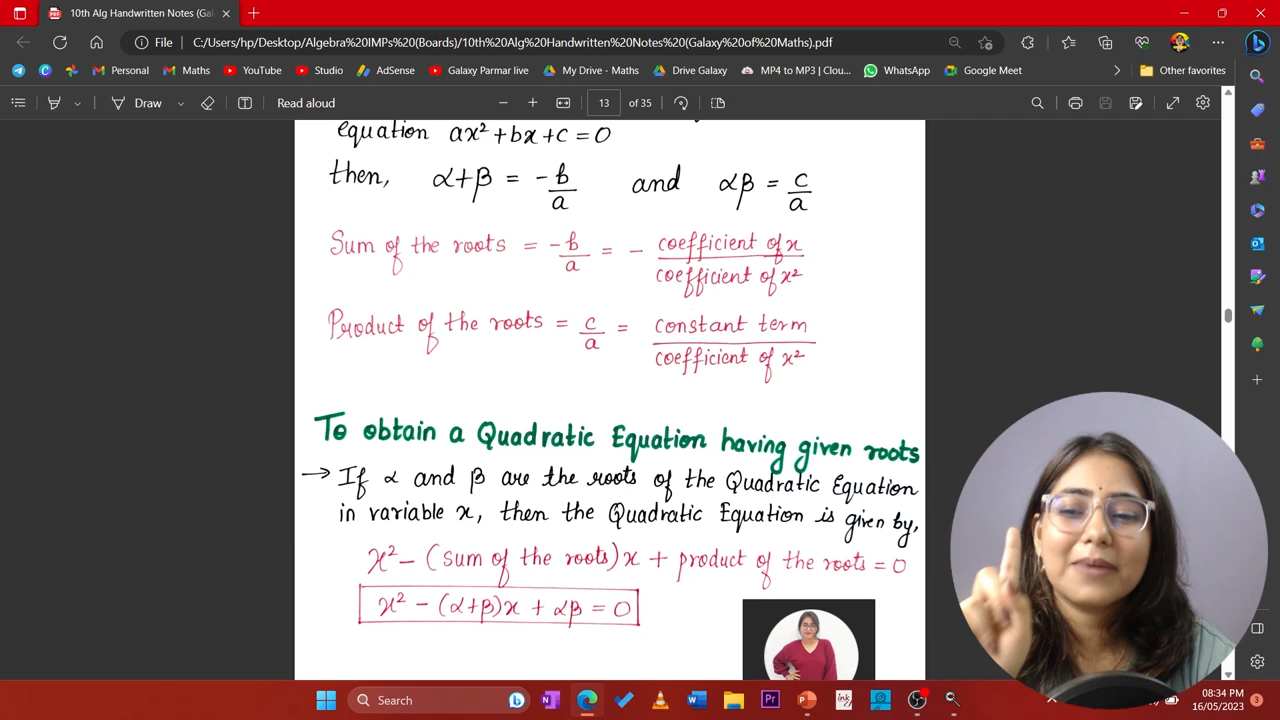 10th Alg Handwritten Notes (Gal
File C:/Users/hp/Desktop/Algebra%20IMPs%20(Boards)/10th%20Alg%20Handwritten%20Notes%20(Galaxy%20of%20Maths).pdf
Personal Maths YouTube Studio AdSense Galaxy Parmar live My Drive - Maths Drive Galaxy MP4 to MP3 | Clou... WhatsApp Google Meet Other favorites
Draw Read aloud 13 of 35
equation ax² + bx + c = 0
then, α+β = -b/a and αβ = c/a
Sum of the roots = -b/a = - coefficient of x / coefficient of x²
Product of the roots = c/a = constant term / coefficient of x²
To obtain a Quadratic Equation having given roots
→ If α and β are the roots of the Quadratic Equation
in variable x, then the Quadratic Equation is given by,
x² - (sum of the roots)x + product of the roots = 0
x² - (α+β)x + αβ = 0
Search
08:34 PM
16/05/2023
3